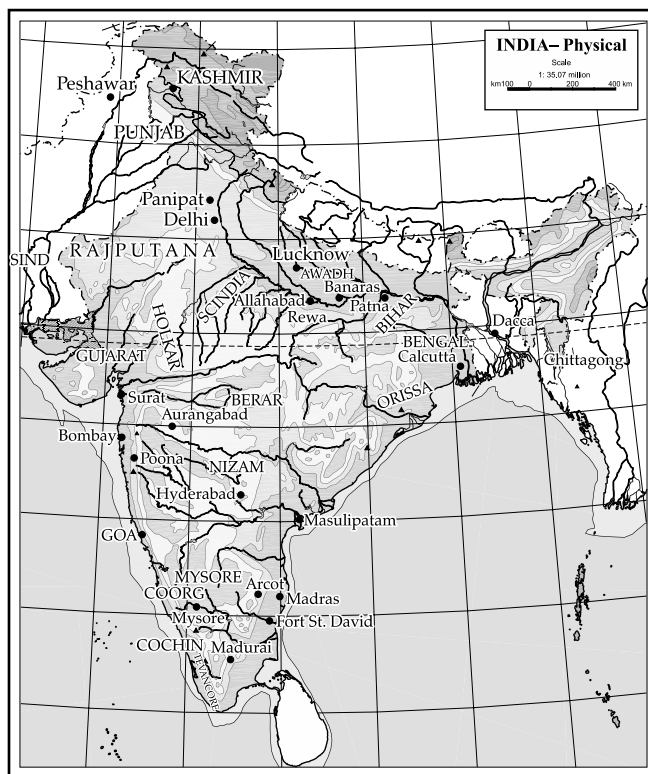 INDIA– Physical
Scale
1: 35,07 million
km100 0 200 400 km
KASHMIR
Peshawar
PUNJAB
Panipat
Delhi
RAJPUTANA
SIND
Lucknow
AWADH
Banaras
Allahabad
Patna
Rewa
SCINDIA
HOLKAR
BIHAR
Dacca
GUJARAT
BENGAL
Calcutta
Chittagong
Surat
BERAR
ORISSA
Aurangabad
Bombay
Poona
NIZAM
Hyderabad
Masulipatam
GOA
MYSORE
Arcot
COORG
Madras
Mysore
Fort St. David
COCHIN
Madurai
TEVANCORE